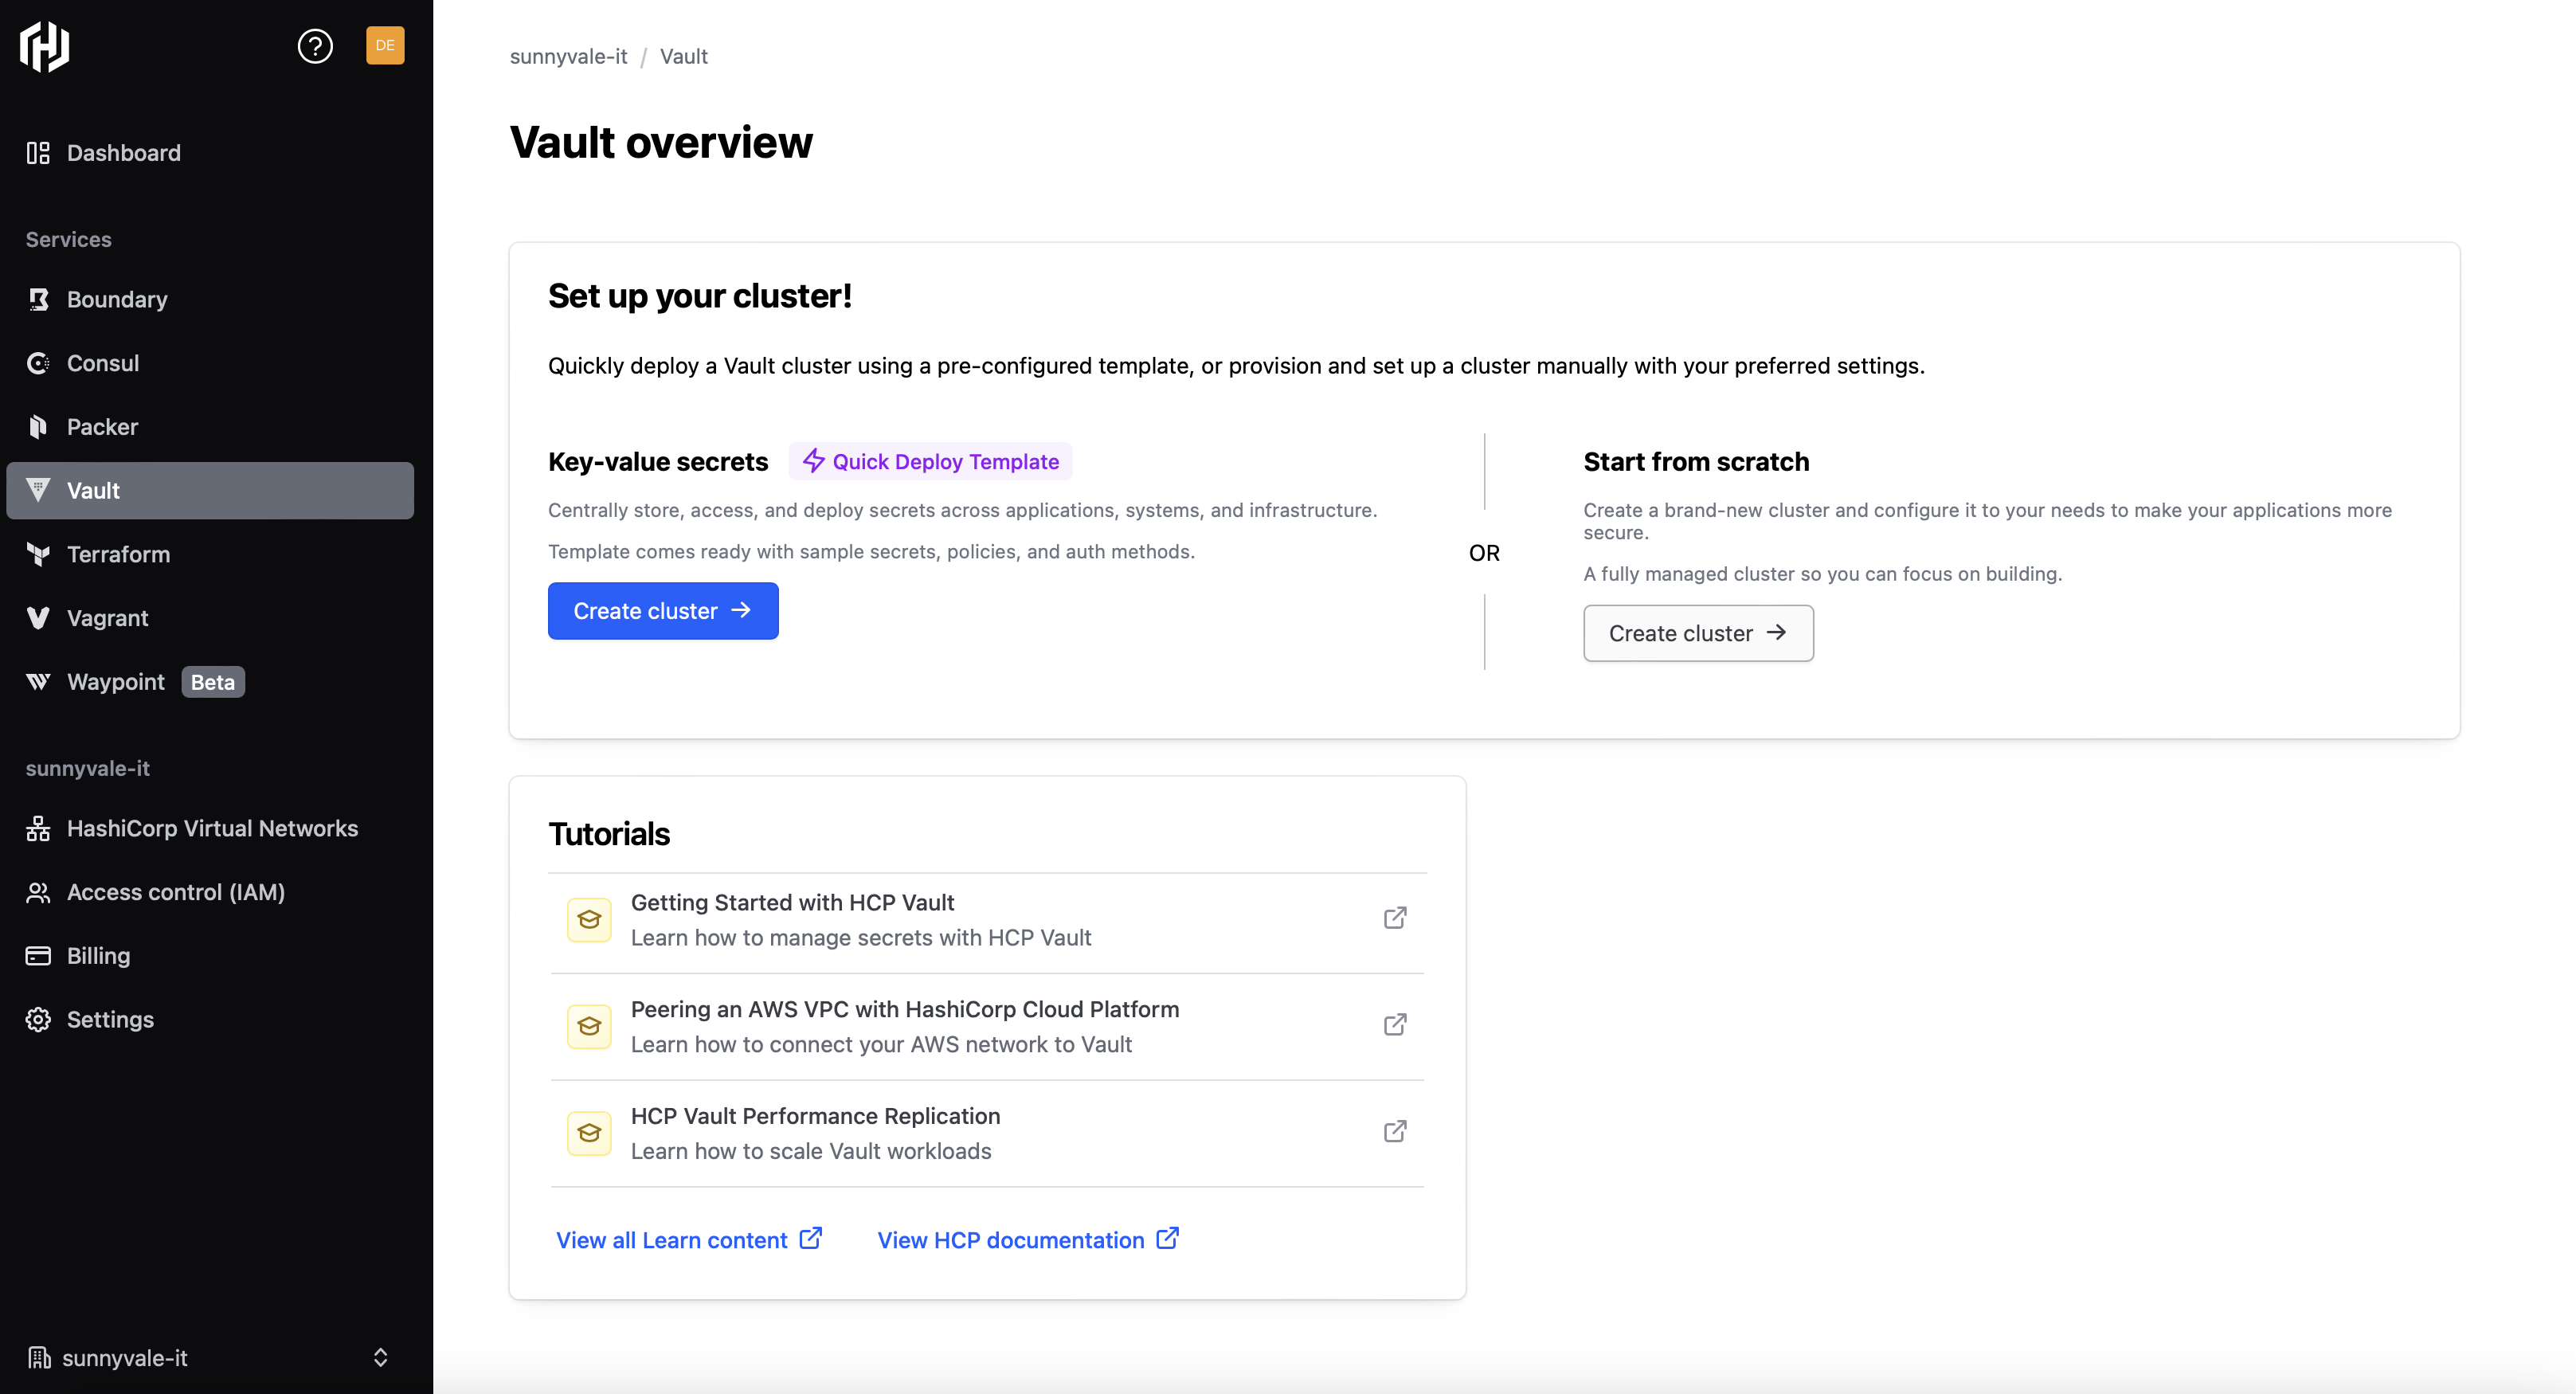 DE
Dashboard
Services
Boundary
Consul
Packer
Vault
Terraform
Vagrant
Waypoint Beta
sunnyvale-it
HashiCorp Virtual Networks
Access control (IAM)
Billing
Settings
sunnyvale-it
sunnyvale-it / Vault
Vault overview
Set up your cluster!
Quickly deploy a Vault cluster using a pre-configured template, or provision and set up a cluster manually with your preferred settings.
Key-value secrets Quick Deploy Template
Centrally store, access, and deploy secrets across applications, systems, and infrastructure.
Template comes ready with sample secrets, policies, and auth methods.
Create cluster
OR
Start from scratch
Create a brand-new cluster and configure it to your needs to make your applications more
secure.
A fully managed cluster so you can focus on building.
Create cluster
Tutorials
Getting Started with HCP Vault
Learn how to manage secrets with HCP Vault
Peering an AWS VPC with HashiCorp Cloud Platform
Learn how to connect your AWS network to Vault
HCP Vault Performance Replication
Learn how to scale Vault workloads
View all Learn content View HCP documentation